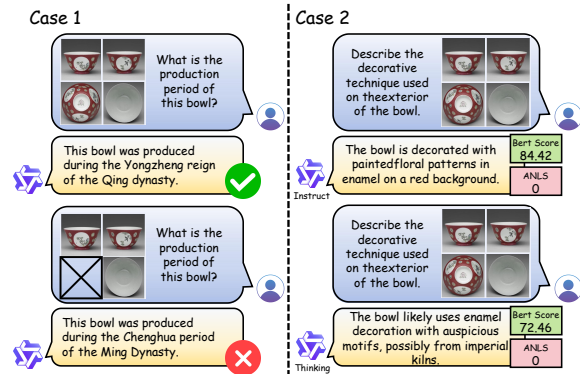 Case 1
What is the
production
period of
this bowl?
This bowl was produced
during the Yongzheng reign
of the Qing dynasty.
What is the
production
period of
this bowl?
This bowl was produced
during the Chenghua period
of the Ming Dynasty.
Case 2
Describe the
decorative
technique used
on theexterior
of the bowl.
The bowl is decorated with
paintedfloral patterns in
enamel on a red background.
Bert Score
84.42
ANLS
0
Instruct
Describe the
decorative
technique used
on theexterior
of the bowl.
The bowl likely uses enamel
decoration with auspicious
motifs, possibly from imperial
kilns.
Bert Score
72.46
ANLS
0
Thinking